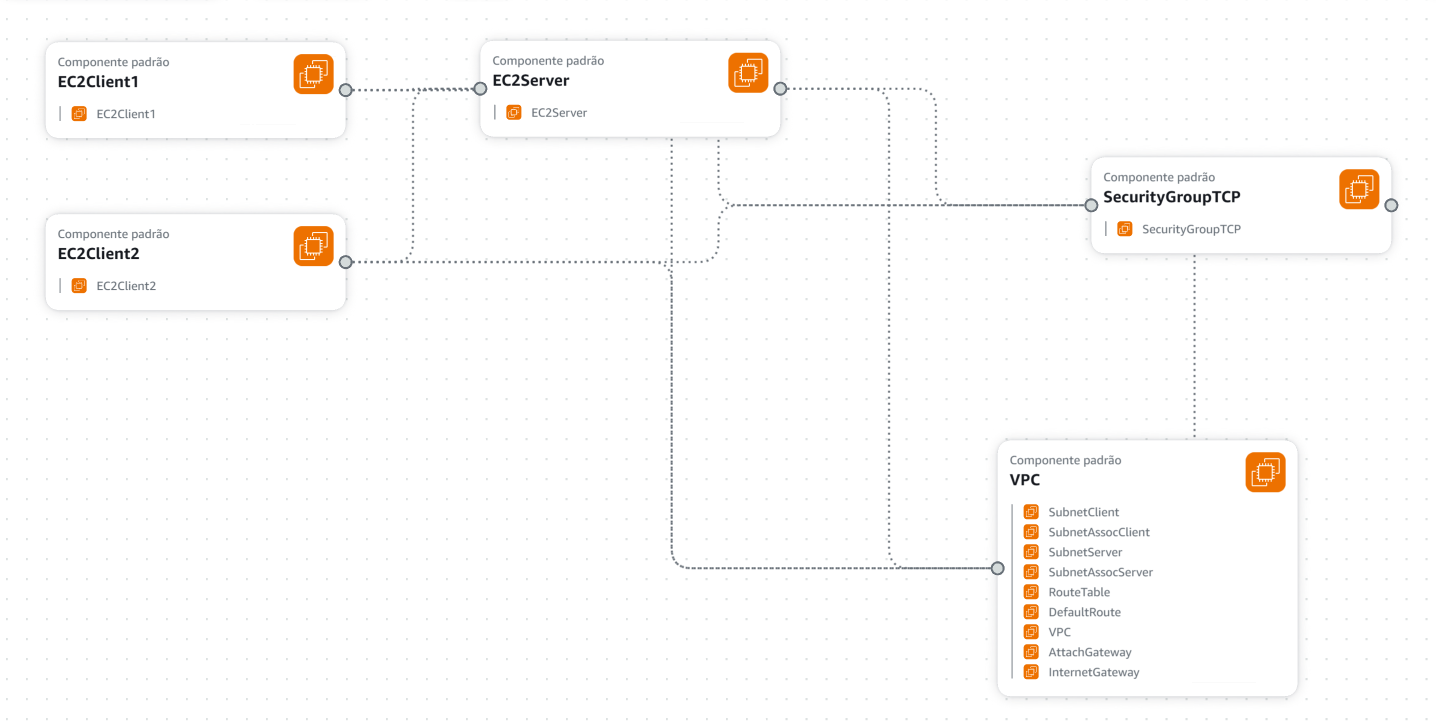 Componente padrão
EC2Client1
EC2Client1
Componente padrão
EC2Server
EC2Server
Componente padrão
EC2Client2
EC2Client2
Componente padrão
SecurityGroupTCP
SecurityGroupTCP
Componente padrão
VPC
SubnetClient
SubnetAssocClient
SubnetServer
SubnetAssocServer
RouteTable
DefaultRoute
VPC
AttachGateway
InternetGateway